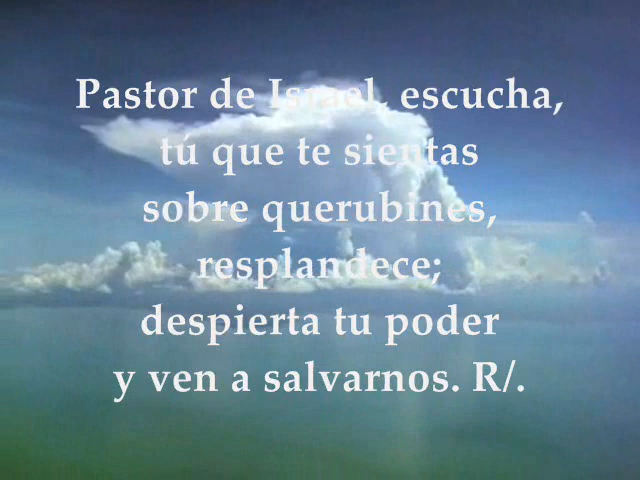 Pastor de Israel, escucha,
tú que te sientas
sobre querubines,
resplandece;
despierta tu poder
y ven a salvarnos. R/.